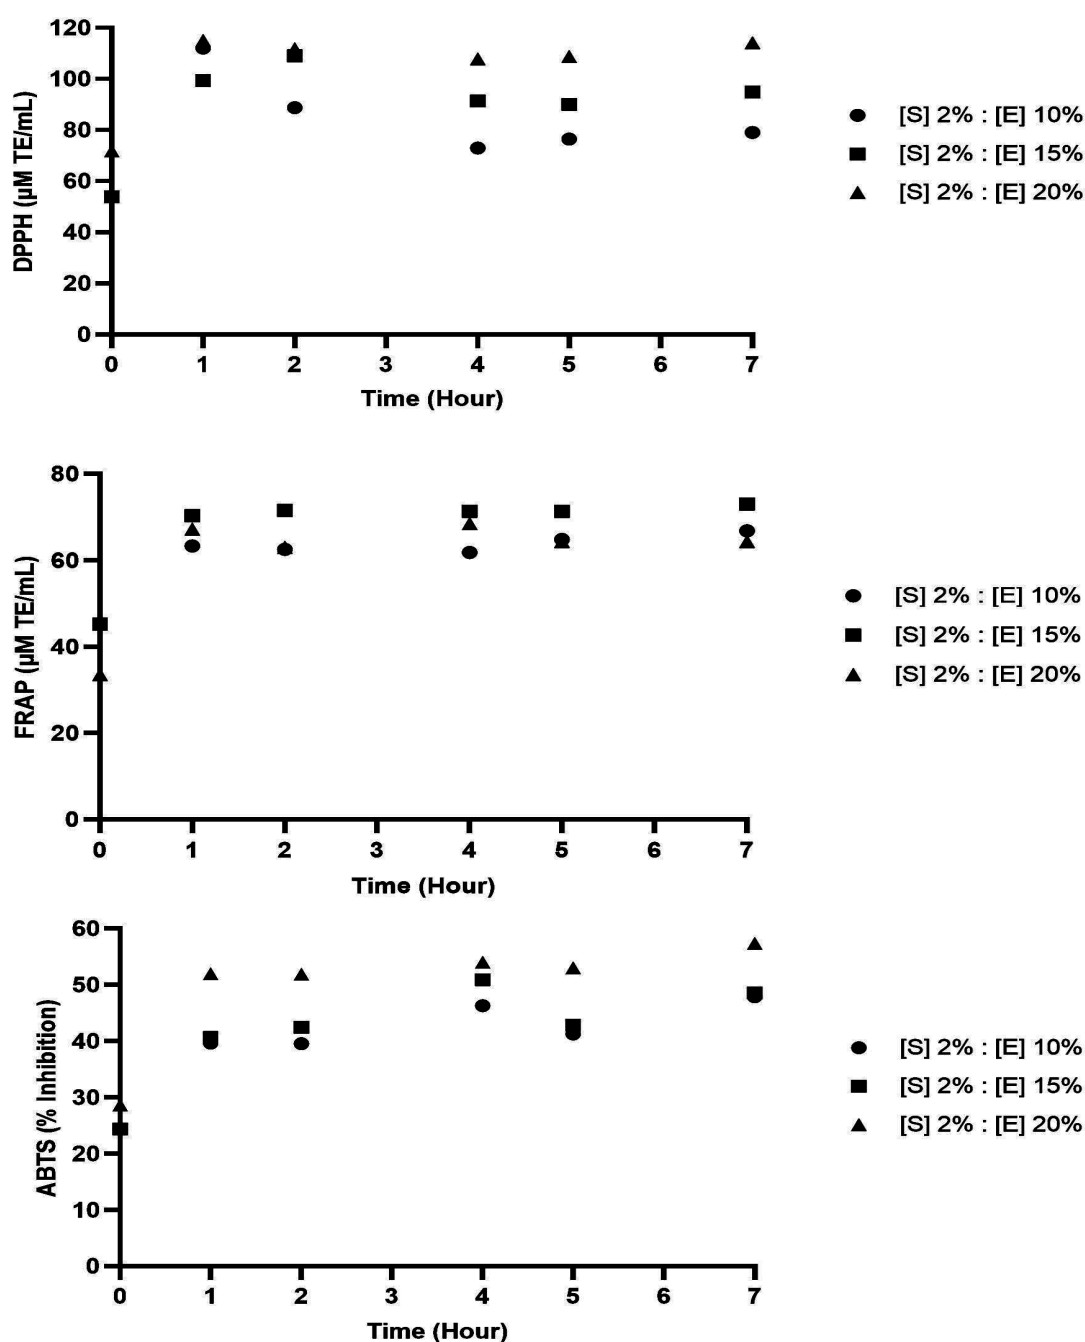 120
100
80
60
40
20
0
DPPH (µM TE/mL)
0 1 2 3 4 5 6 7
Time (Hour)
[S] 2% : [E] 10%
[S] 2% : [E] 15%
[S] 2% : [E] 20%
80
60
40
20
0
FRAP (µM TE/mL)
0 1 2 3 4 5 6 7
Time (Hour)
[S] 2% : [E] 10%
[S] 2% : [E] 15%
[S] 2% : [E] 20%
60
50
40
30
20
10
0
ABTS (% Inhibition)
0 1 2 3 4 5 6 7
Time (Hour)
[S] 2% : [E] 10%
[S] 2% : [E] 15%
[S] 2% : [E] 20%